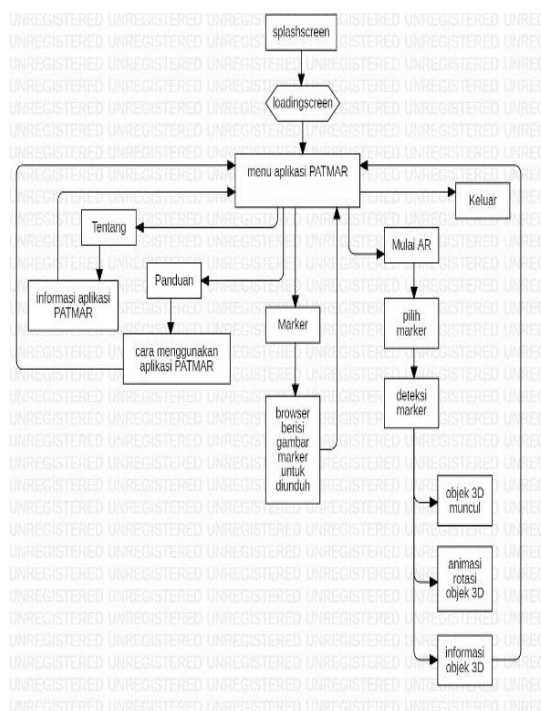 splashscreen
loadingscreen
menu aplikasi PATMAR
Keluar
Tentang
Mulai AR
Panduan
informasi aplikasi
PATMAR
Marker
pilih
marker
cara menggunakan
aplikasi PATMAR
deteksi
marker
browser
berisi
gambar
marker
untuk
diunduh
objek 3D
muncul
animasi
rotasi
objek 3D
informasi
objek 3D